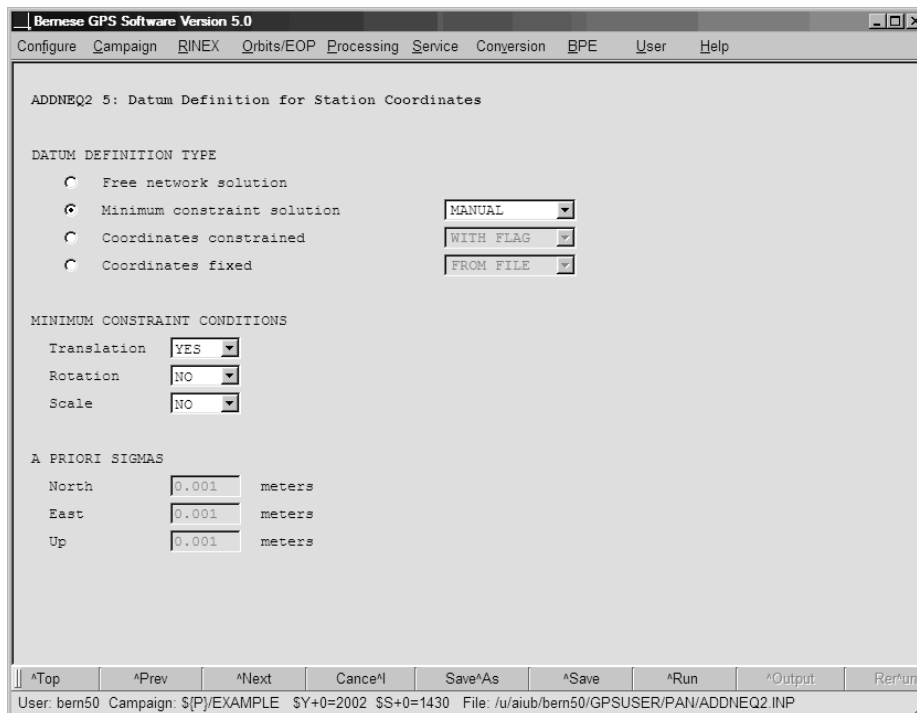 Bernese GPS Software Version 5.0
Configure Campaign RINEX Orbits/EOP Processing Service Conversion BPE User Help
ADDNEQ2 5: Datum Definition for Station Coordinates
DATUM DEFINITION TYPE
Free network solution
Minimum constraint solution MANUAL
Coordinates constrained WITH FLAG
Coordinates fixed FROM FILE
MINIMUM CONSTRAINT CONDITIONS
Translation YES
Rotation NO
Scale NO
A PRIORI SIGMAS
North 0.001 meters
East 0.001 meters
Up 0.001 meters
^Top ^Prev ^Next Cance^l Save^As ^Save ^Run ^Output Rer^un
User: bern50 Campaign: ${P}/EXAMPLE $Y+0=2002 $S+0=1430 File: /u/aiub/bern50/GPSUSER/PAN/ADDNEQ2.INP